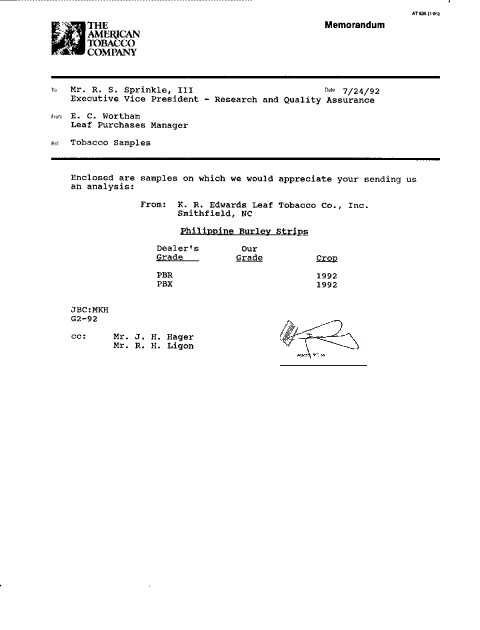 AT 626 (1-91)
Memorandum
THE
AMERICAN
TOBACCO
COMPANY
To Mr. R. S. Sprinkle, III Date 7/24/92
Executive Vice President - Research and Quality Assurance
From E. C. Wortham
Leaf Purchases Manager
Ref Tobacco Samples
Enclosed are samples on which we would appreciate your sending us
an analysis:
From: K. R. Edwards Leaf Tobacco Co., Inc.
Smithfield, NC
Philippine Burley Strips
Dealer's Our
Grade Grade Crop
PBR 1992
PBX 1992
JBC:MKH
G2-92
cc: Mr. J. H. Hager
Mr. R. H. Ligon